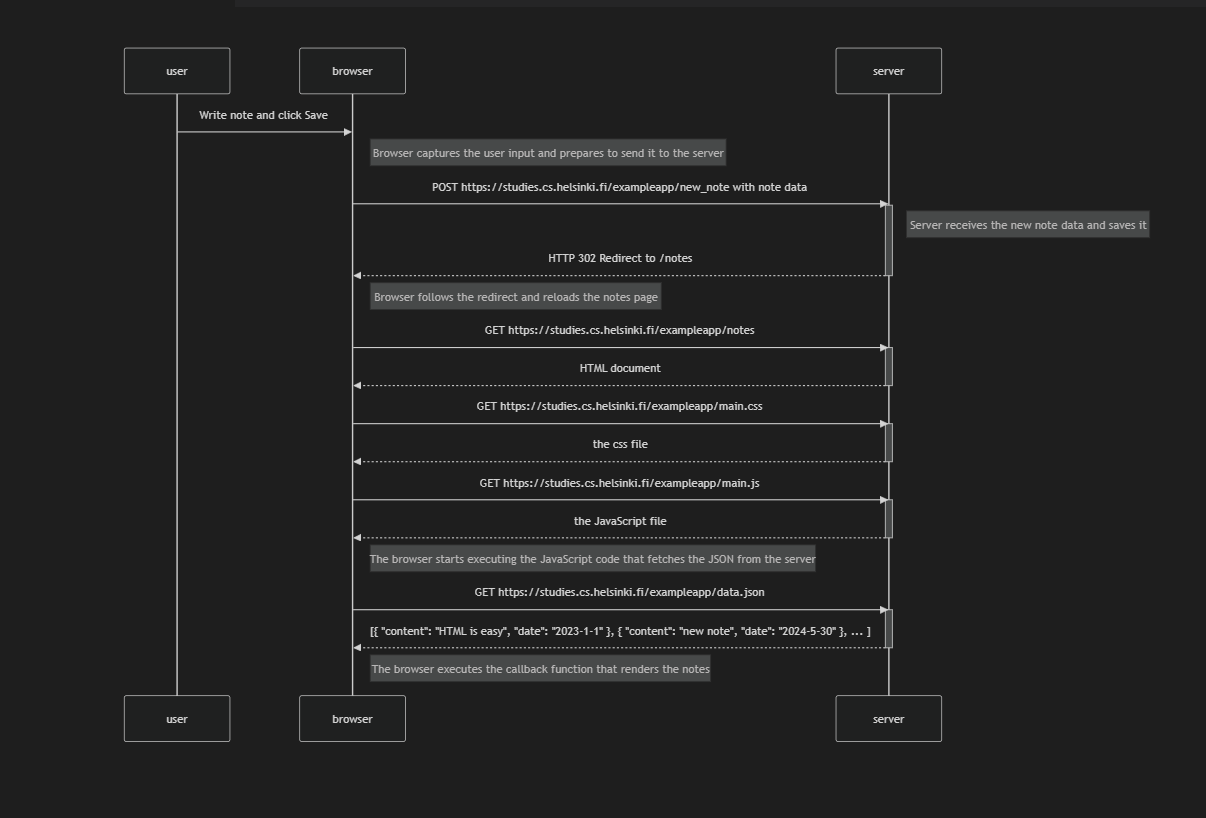 user
browser
server
Write note and click Save
Browser captures the user input and prepares to send it to the server
POST https://studies.cs.helsinki.fi/exampleapp/new_note with note data
Server receives the new note data and saves it
HTTP 302 Redirect to /notes
Browser follows the redirect and reloads the notes page
GET https://studies.cs.helsinki.fi/exampleapp/notes
HTML document
GET https://studies.cs.helsinki.fi/exampleapp/main.css
the css file
GET https://studies.cs.helsinki.fi/exampleapp/main.js
the JavaScript file
The browser starts executing the JavaScript code that fetches the JSON from the server
GET https://studies.cs.helsinki.fi/exampleapp/data.json
[{ "content": "HTML is easy", "date": "2023-1-1" }, { "content": "new note", "date": "2024-5-30" }, ... ]
The browser executes the callback function that renders the notes
user
browser
server